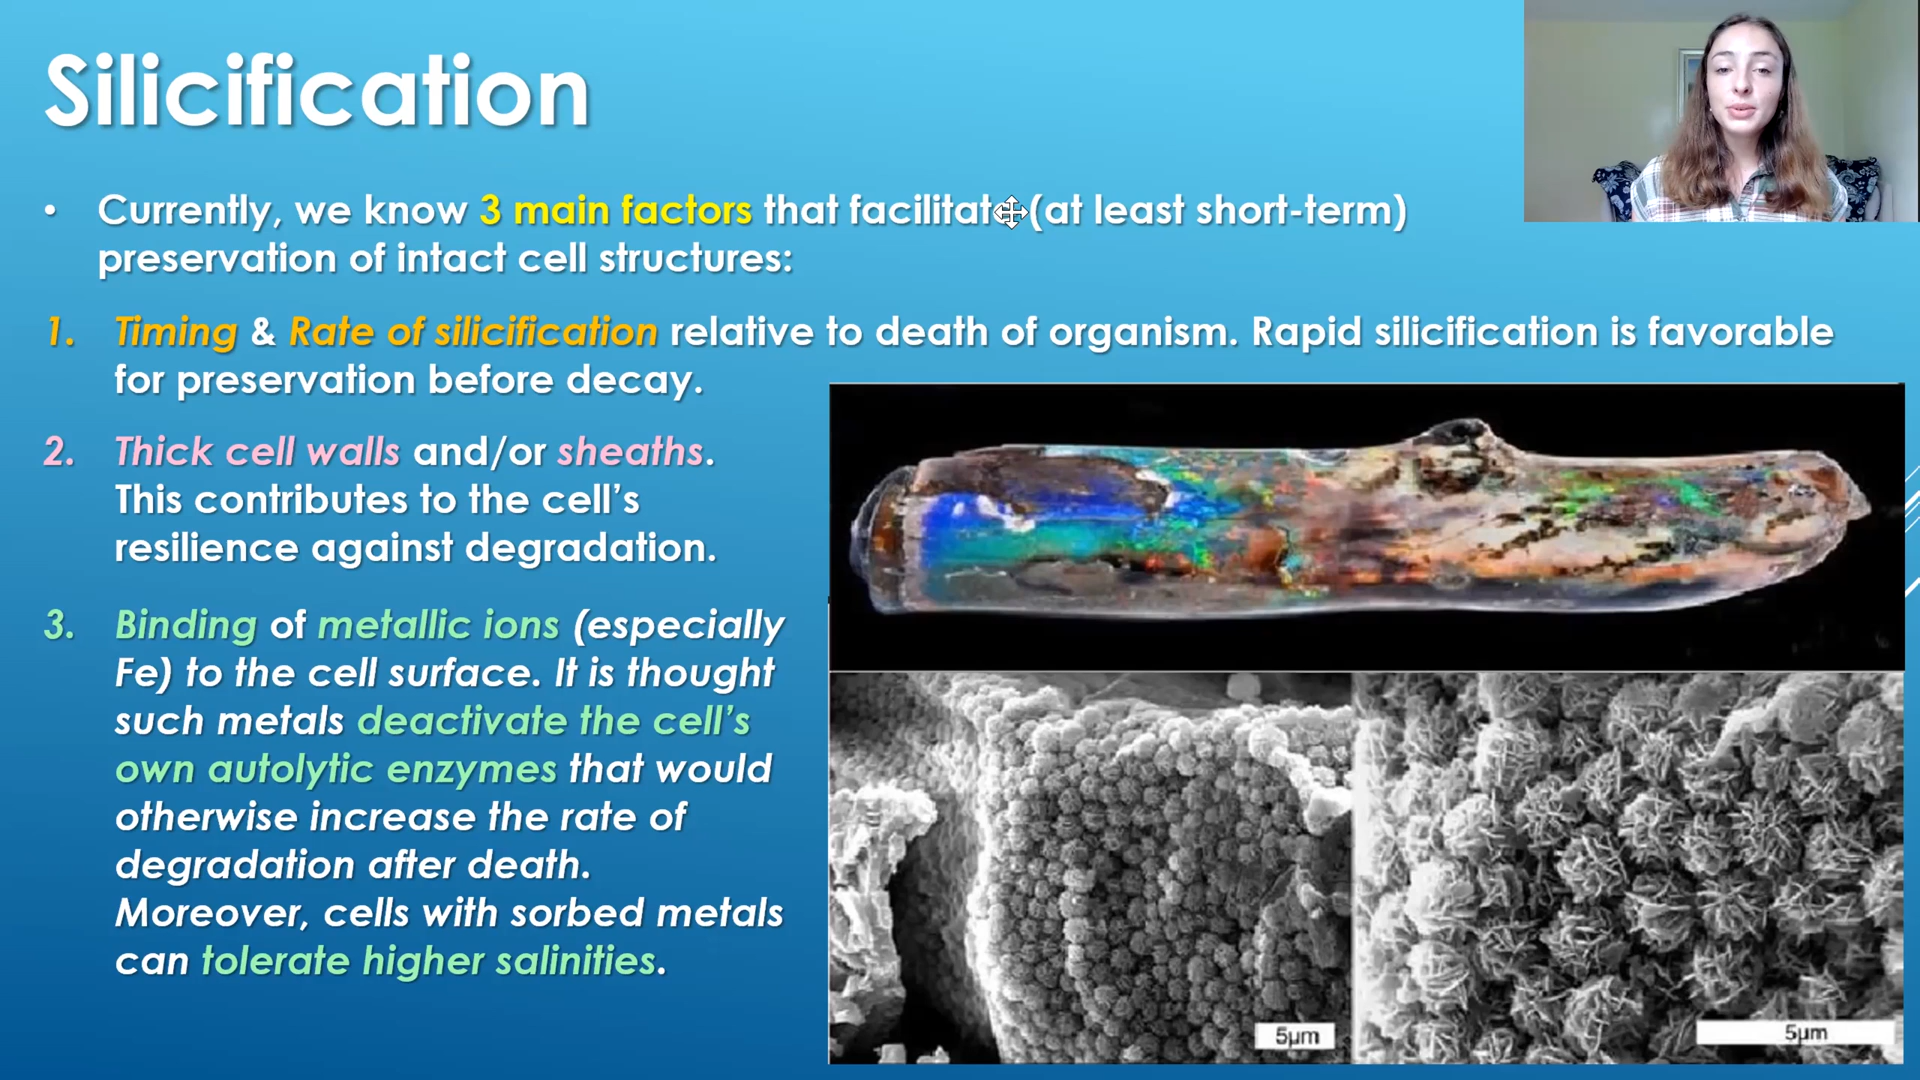 Silicification
• Currently, we know 3 main factors that facilitate (at least short-term)
preservation of intact cell structures:
1. Timing & Rate of silicification relative to death of organism. Rapid silicification is favorable
for preservation before decay.
2. Thick cell walls and/or sheaths.
This contributes to the cell's
resilience against degradation.
3. Binding of metallic ions (especially
Fe) to the cell surface. It is thought
such metals deactivate the cell's
own autolytic enzymes that would
otherwise increase the rate of
degradation after death.
Moreover, cells with sorbed metals
can tolerate higher salinities.
5µm
5µm